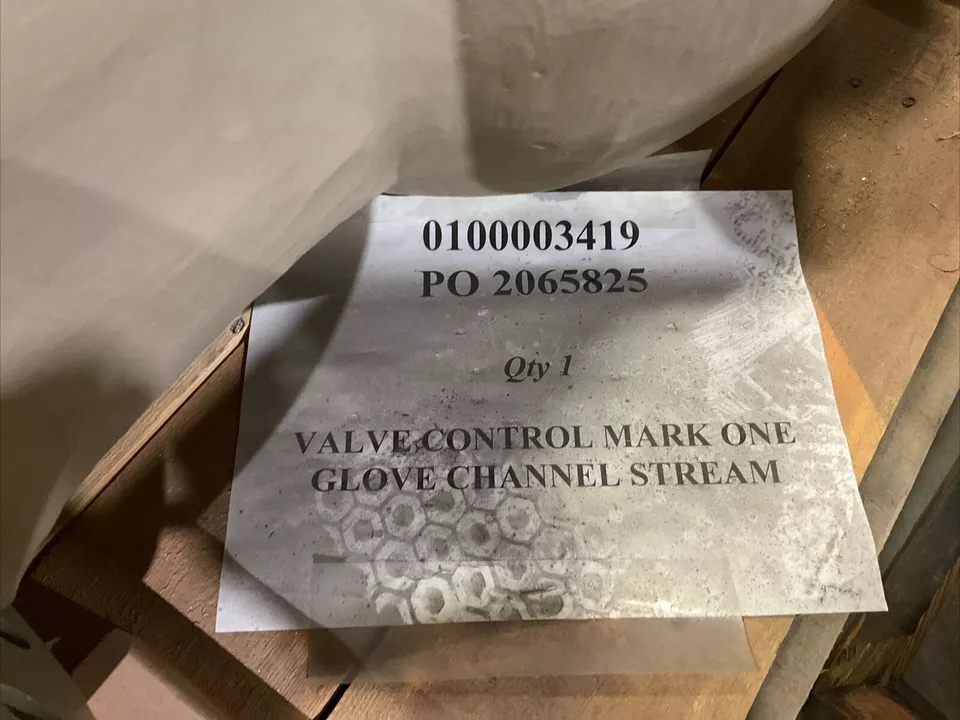 0100003419
PO 2065825
Qty 1
VALVE CONTROL MARK ONE
GLOVE CHANNEL STREAM